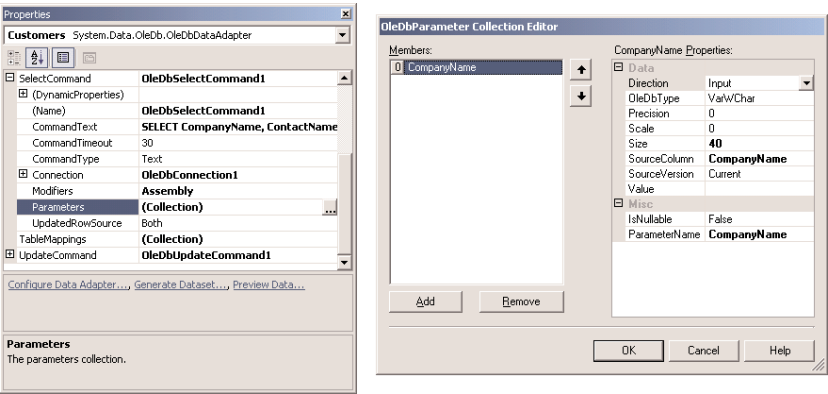 Properties
Customers System.Data.OleDb.OleDbDataAdapter
SelectCommand OleDbSelectCommand1
(DynamicProperties)
(Name) OleDbSelectCommand1
CommandText SELECT CompanyName, ContactName
CommandTimeout 30
CommandType Text
Connection OleDbConnection1
Modifiers Assembly
Parameters (Collection) ...
UpdatedRowSource Both
TableMappings (Collection)
UpdateCommand OleDbUpdateCommand1
Configure Data Adapter..., Generate Dataset..., Preview Data...
Parameters
The parameters collection.
OleDbParameter Collection Editor
Members:
0 CompanyName
Add Remove
CompanyName Properties:
Data
Direction Input
OleDbType VarWChar
Precision 0
Scale 0
Size 40
SourceColumn CompanyName
SourceVersion Current
Value
Misc
IsNullable False
ParameterName CompanyName
OK Cancel Help